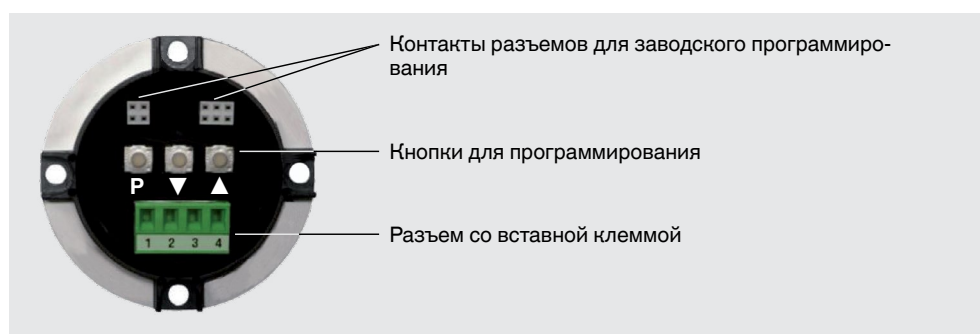 Контакты разъемов для заводского программиро-
вания
Кнопки для программирования
P ▼ ▲
Разъем со вставной клеммой
1 2 3 4